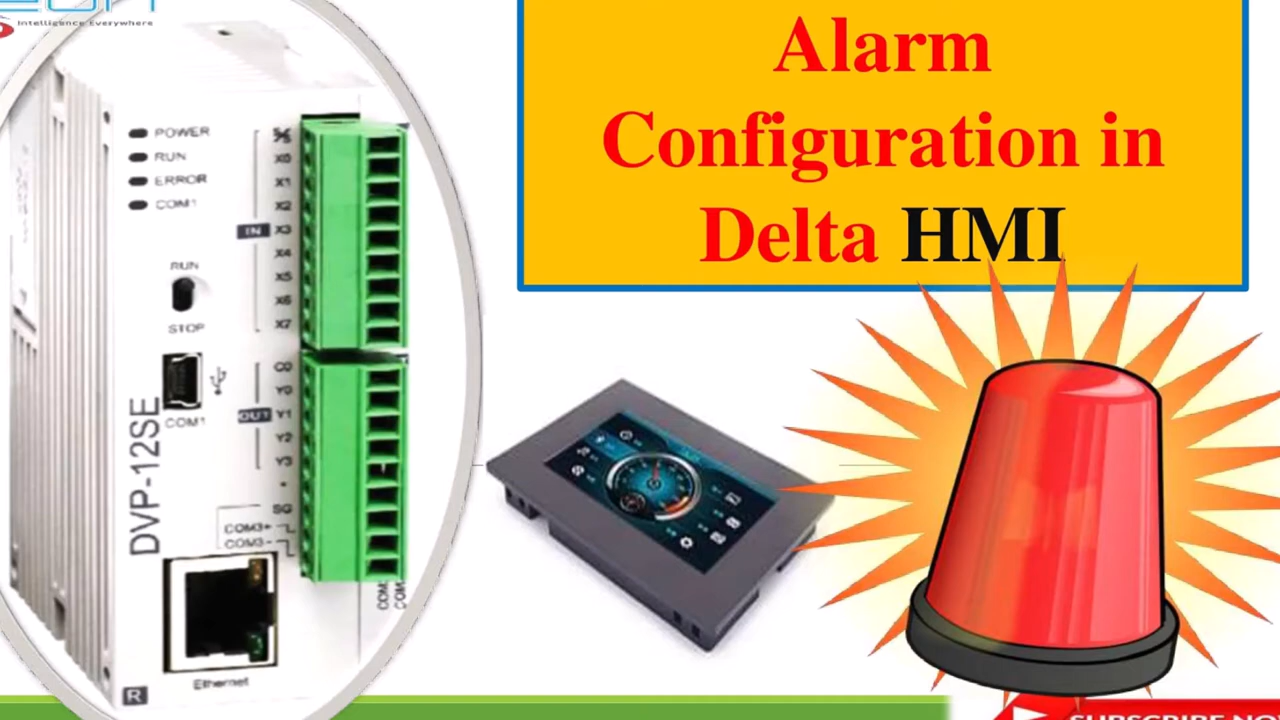 Intelligence Everywhere
Alarm
Configuration in
Delta HMI
POWER
RUN
ERROR
COM1
X0
X1
X2
IN X3
X4
X5
X6
X7
RUN
STOP
COM1
C0
Y0
OUT Y1
Y2
Y3
SG
COM3+
COM3-
DVP-12SE
Ethernet
R